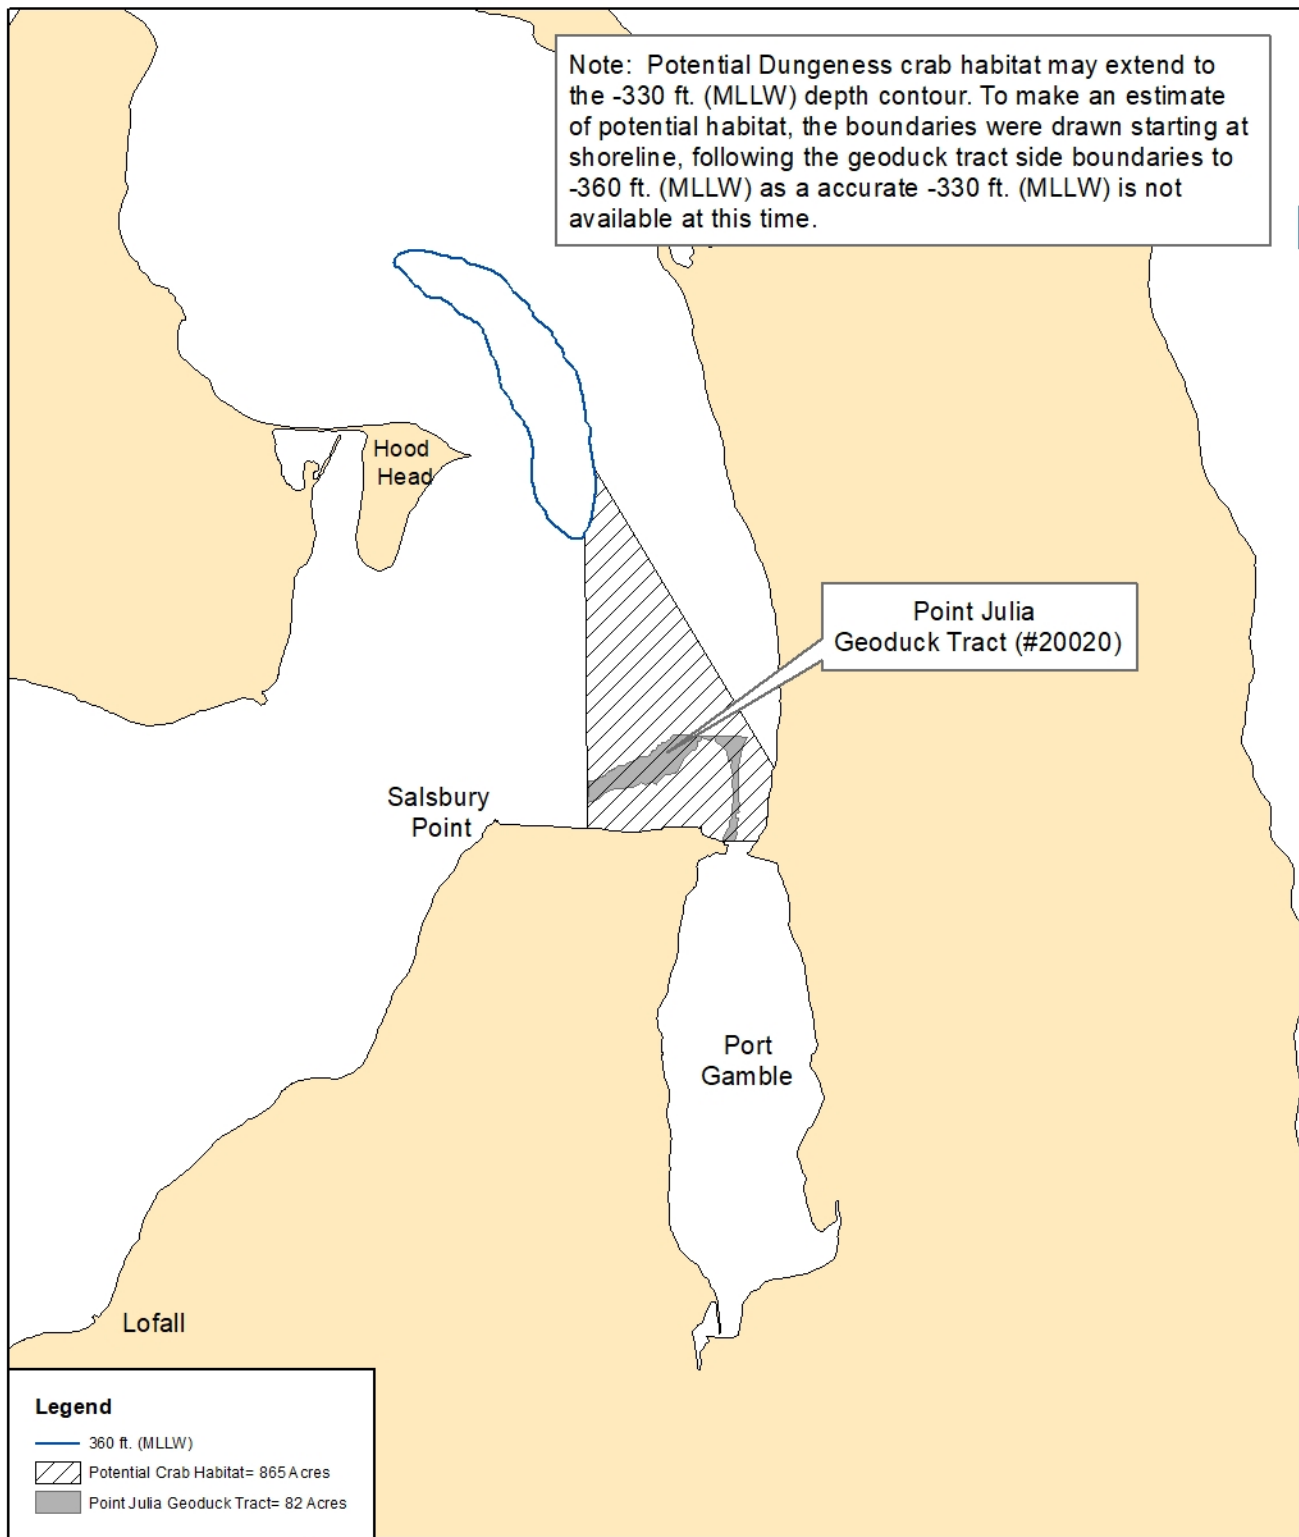 Note: Potential Dungeness crab habitat may extend to
the -330 ft. (MLLW) depth contour. To make an estimate
of potential habitat, the boundaries were drawn starting at
shoreline, following the geoduck tract side boundaries to
-360 ft. (MLLW) as a accurate -330 ft. (MLLW) is not
available at this time.
Hood
Head
Point Julia
Geoduck Tract (#20020)
Salsbury
Point
Port
Gamble
Lofall
Legend
360 ft. (MLLW)
Potential Crab Habitat= 865 Acres
Point Julia Geoduck Tract= 82 Acres